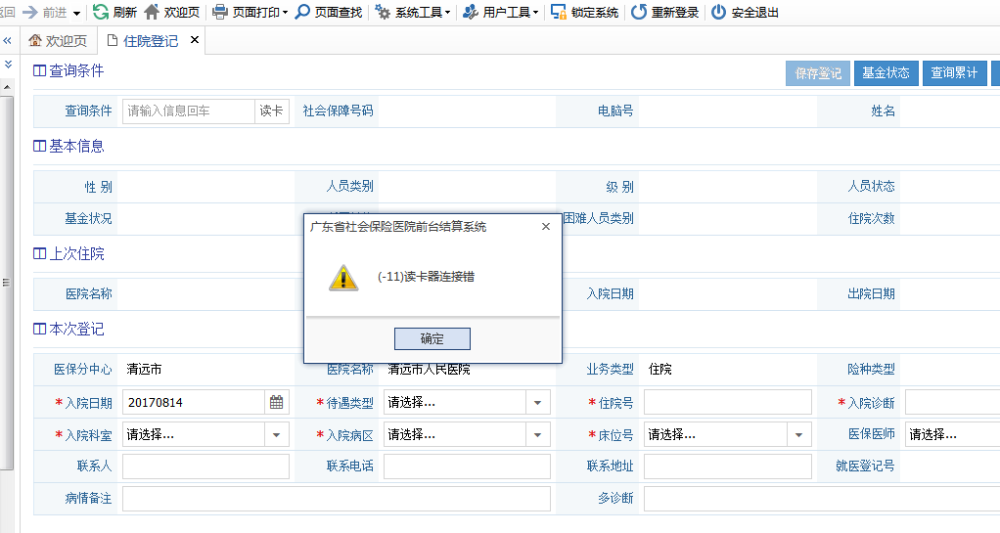 返回 前进 刷新 欢迎页 页面打印 页面查找 系统工具 用户工具 锁定系统 重新登录 安全退出
欢迎页 住院登记
查询条件 保存登记 基金状态 查询累计
查询条件 请输入信息回车 读卡 社会保障号码 电脑号 姓名
基本信息
性 别 人员类别 级 别 人员状态
基金状况 困难人员类别 住院次数
广东省社会保险医院前台结算系统
上次住院
(-11)读卡器连接错
医院名称 入院日期 出院日期
本次登记
确定
医保分中心 清远市 医院名称 清远市人民医院 业务类型 住院 险种类型
*入院日期 20170814 *待遇类型 请选择... *住院号 *入院诊断
*入院科室 请选择... *入院病区 请选择... *床位号 请选择... 医保医师 请选择...
联系人 联系电话 联系地址 就医登记号
病情备注 多诊断